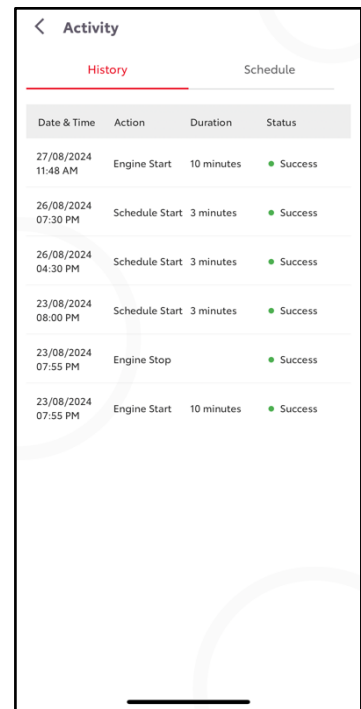 Activity
History Schedule
Date & Time Action Duration Status
27/08/2024
11:48 AM
Engine Start 10 minutes Success
26/08/2024
07:30 PM
Schedule Start 3 minutes Success
26/08/2024
04:30 PM
Schedule Start 3 minutes Success
23/08/2024
08:00 PM
Schedule Start 3 minutes Success
23/08/2024
07:55 PM
Engine Stop Success
23/08/2024
07:55 PM
Engine Start 10 minutes Success